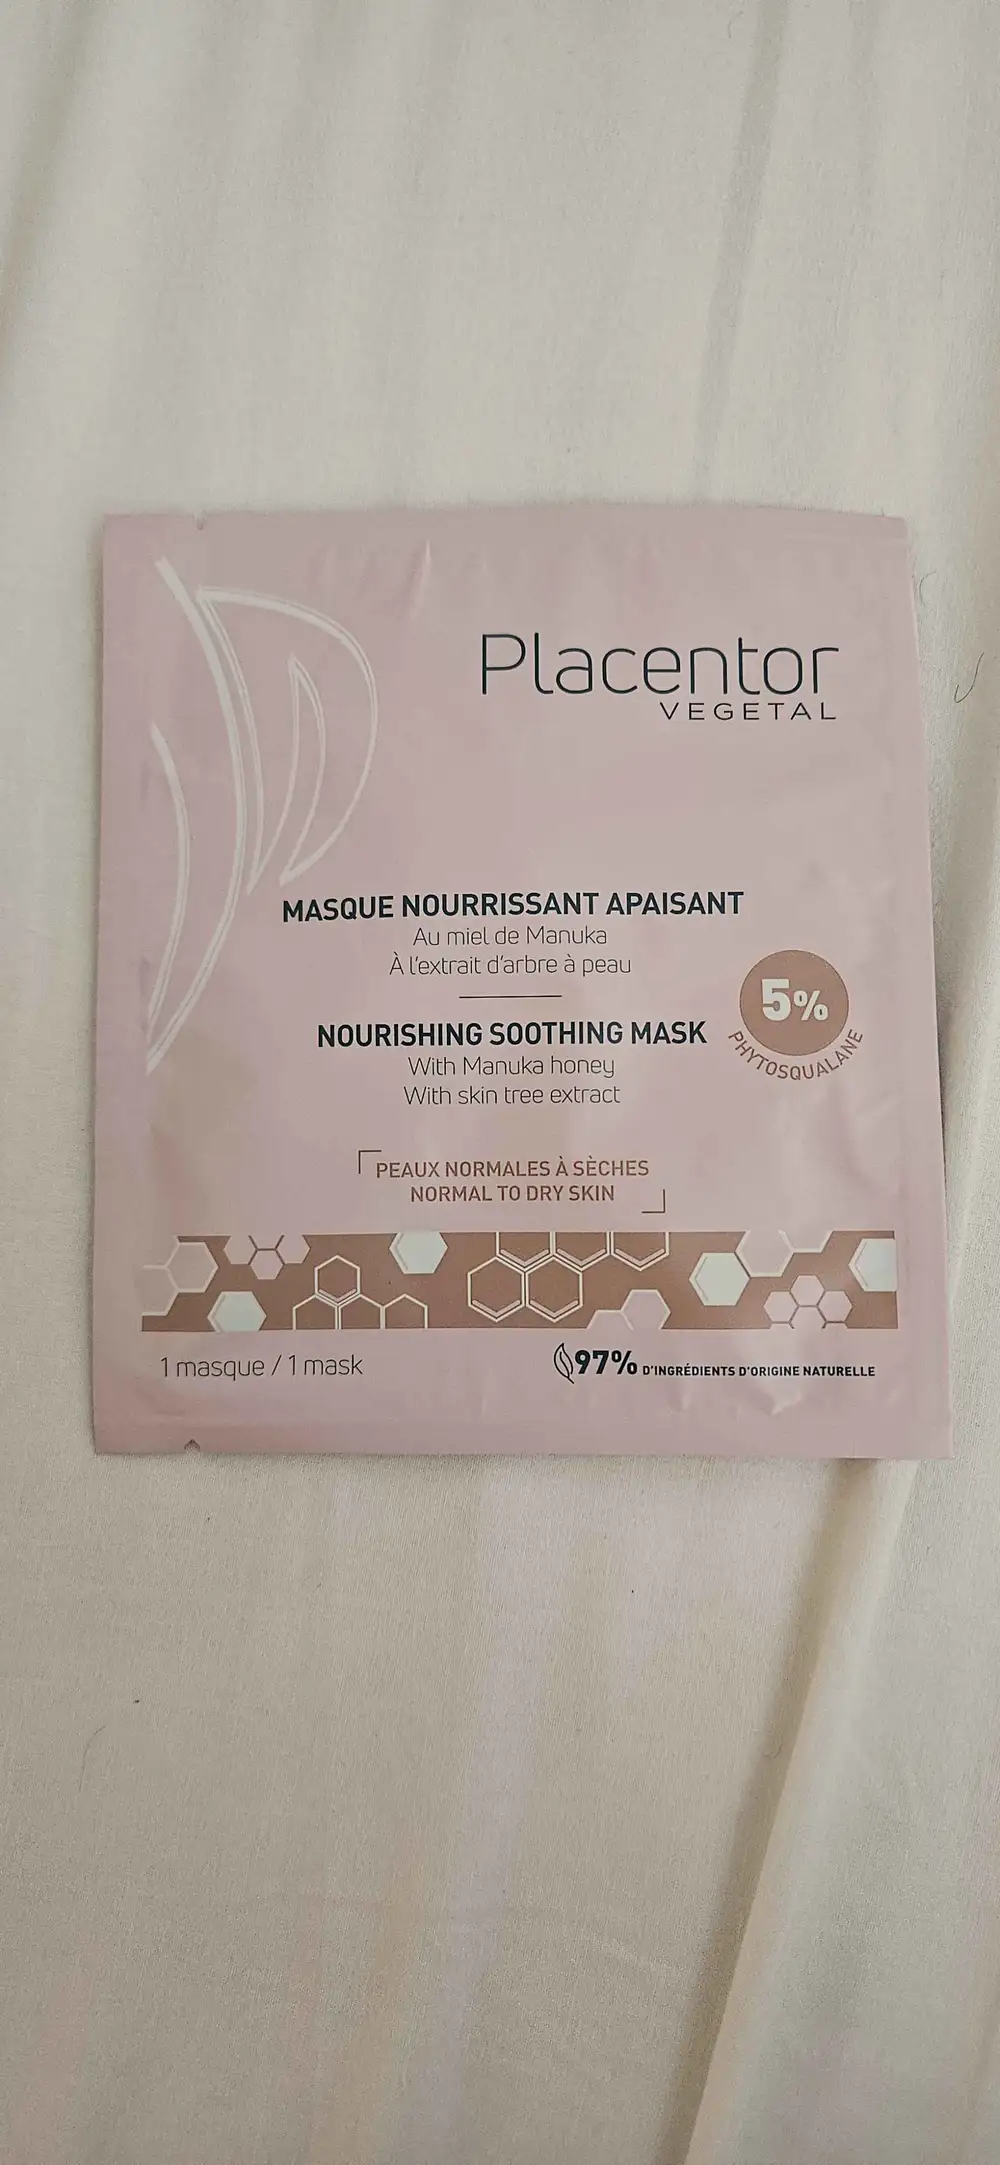 Placentor
VEGETAL
MASQUE NOURRISSANT APAISANT
Au miel de Manuka
À l'extrait d'arbre à peau
NOURISHING SOOTHING MASK
With Manuka honey
With skin tree extract
5%
PHYTOSQUALANE
PEAUX NORMALES À SÈCHES
NORMAL TO DRY SKIN
1 masque / 1 mask
97% D'INGRÉDIENTS D'ORIGINE NATURELLE